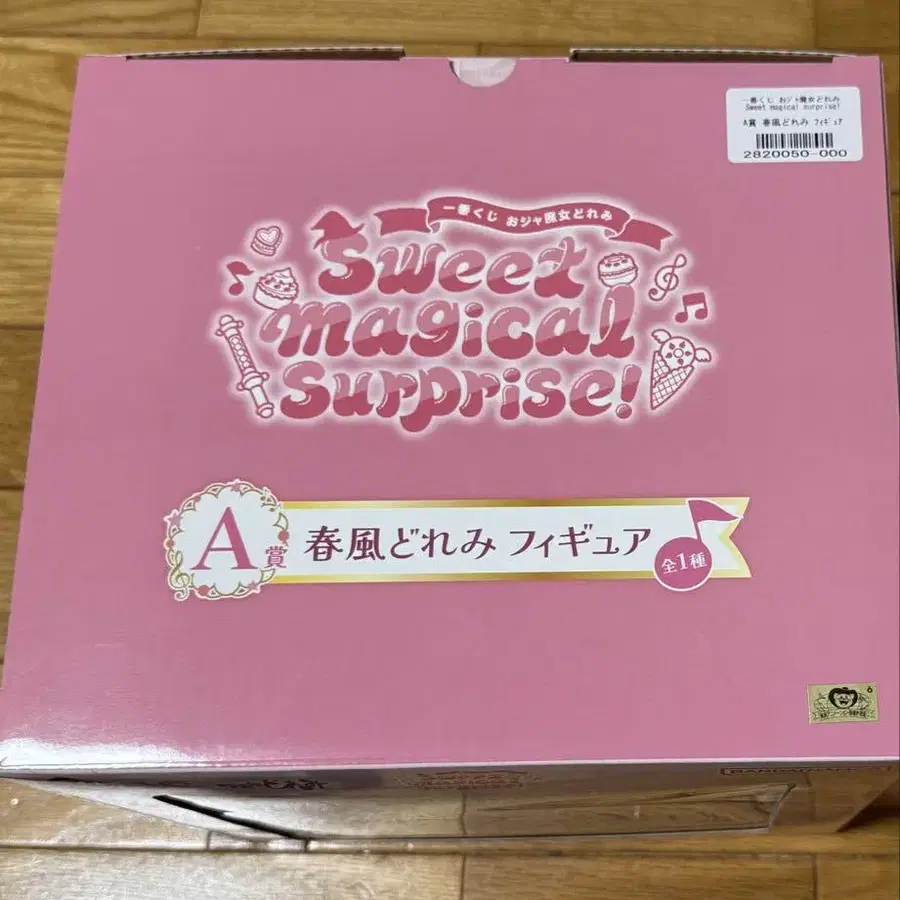 一番くじ おジャ魔女どれみ
Sweet magical surprise!
A賞 春風どれみ フィギュア
2820050-000
一番くじ おジャ魔女どれみ
Sweet
magical
surprise!
A賞
春風どれみ フィギュア
全1種
6